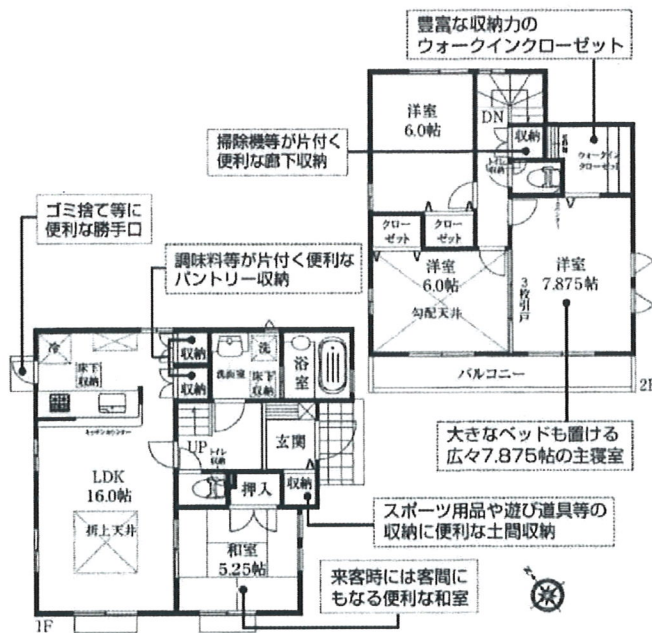 豊富な収納力の
ウォークインクローゼット
洋室
6.0帖
DN
収納
掃除機等が片付く
便利な廊下収納
ウォークイン
クローゼット
クロー
ゼット
クロー
ゼット
洋室
6.0帖
勾配天井
洋室
7.875帖
3枚引戸
バルコニー
2F
ゴミ捨て等に
便利な勝手口
調味料等が片付く便利な
パントリー収納
冷
床下
収納
収納
収納
洗面室
洗
床下
収納
浴室
キッチンカウンター
UP
トイレ
収納
玄関
LDK
16.0帖
折上天井
押入
収納
和室
5.25帖
1F
大きなベッドも置ける
広々7.875帖の主寝室
スポーツ用品や遊び道具等の
収納に便利な土間収納
来客時には客間に
もなる便利な和室
N